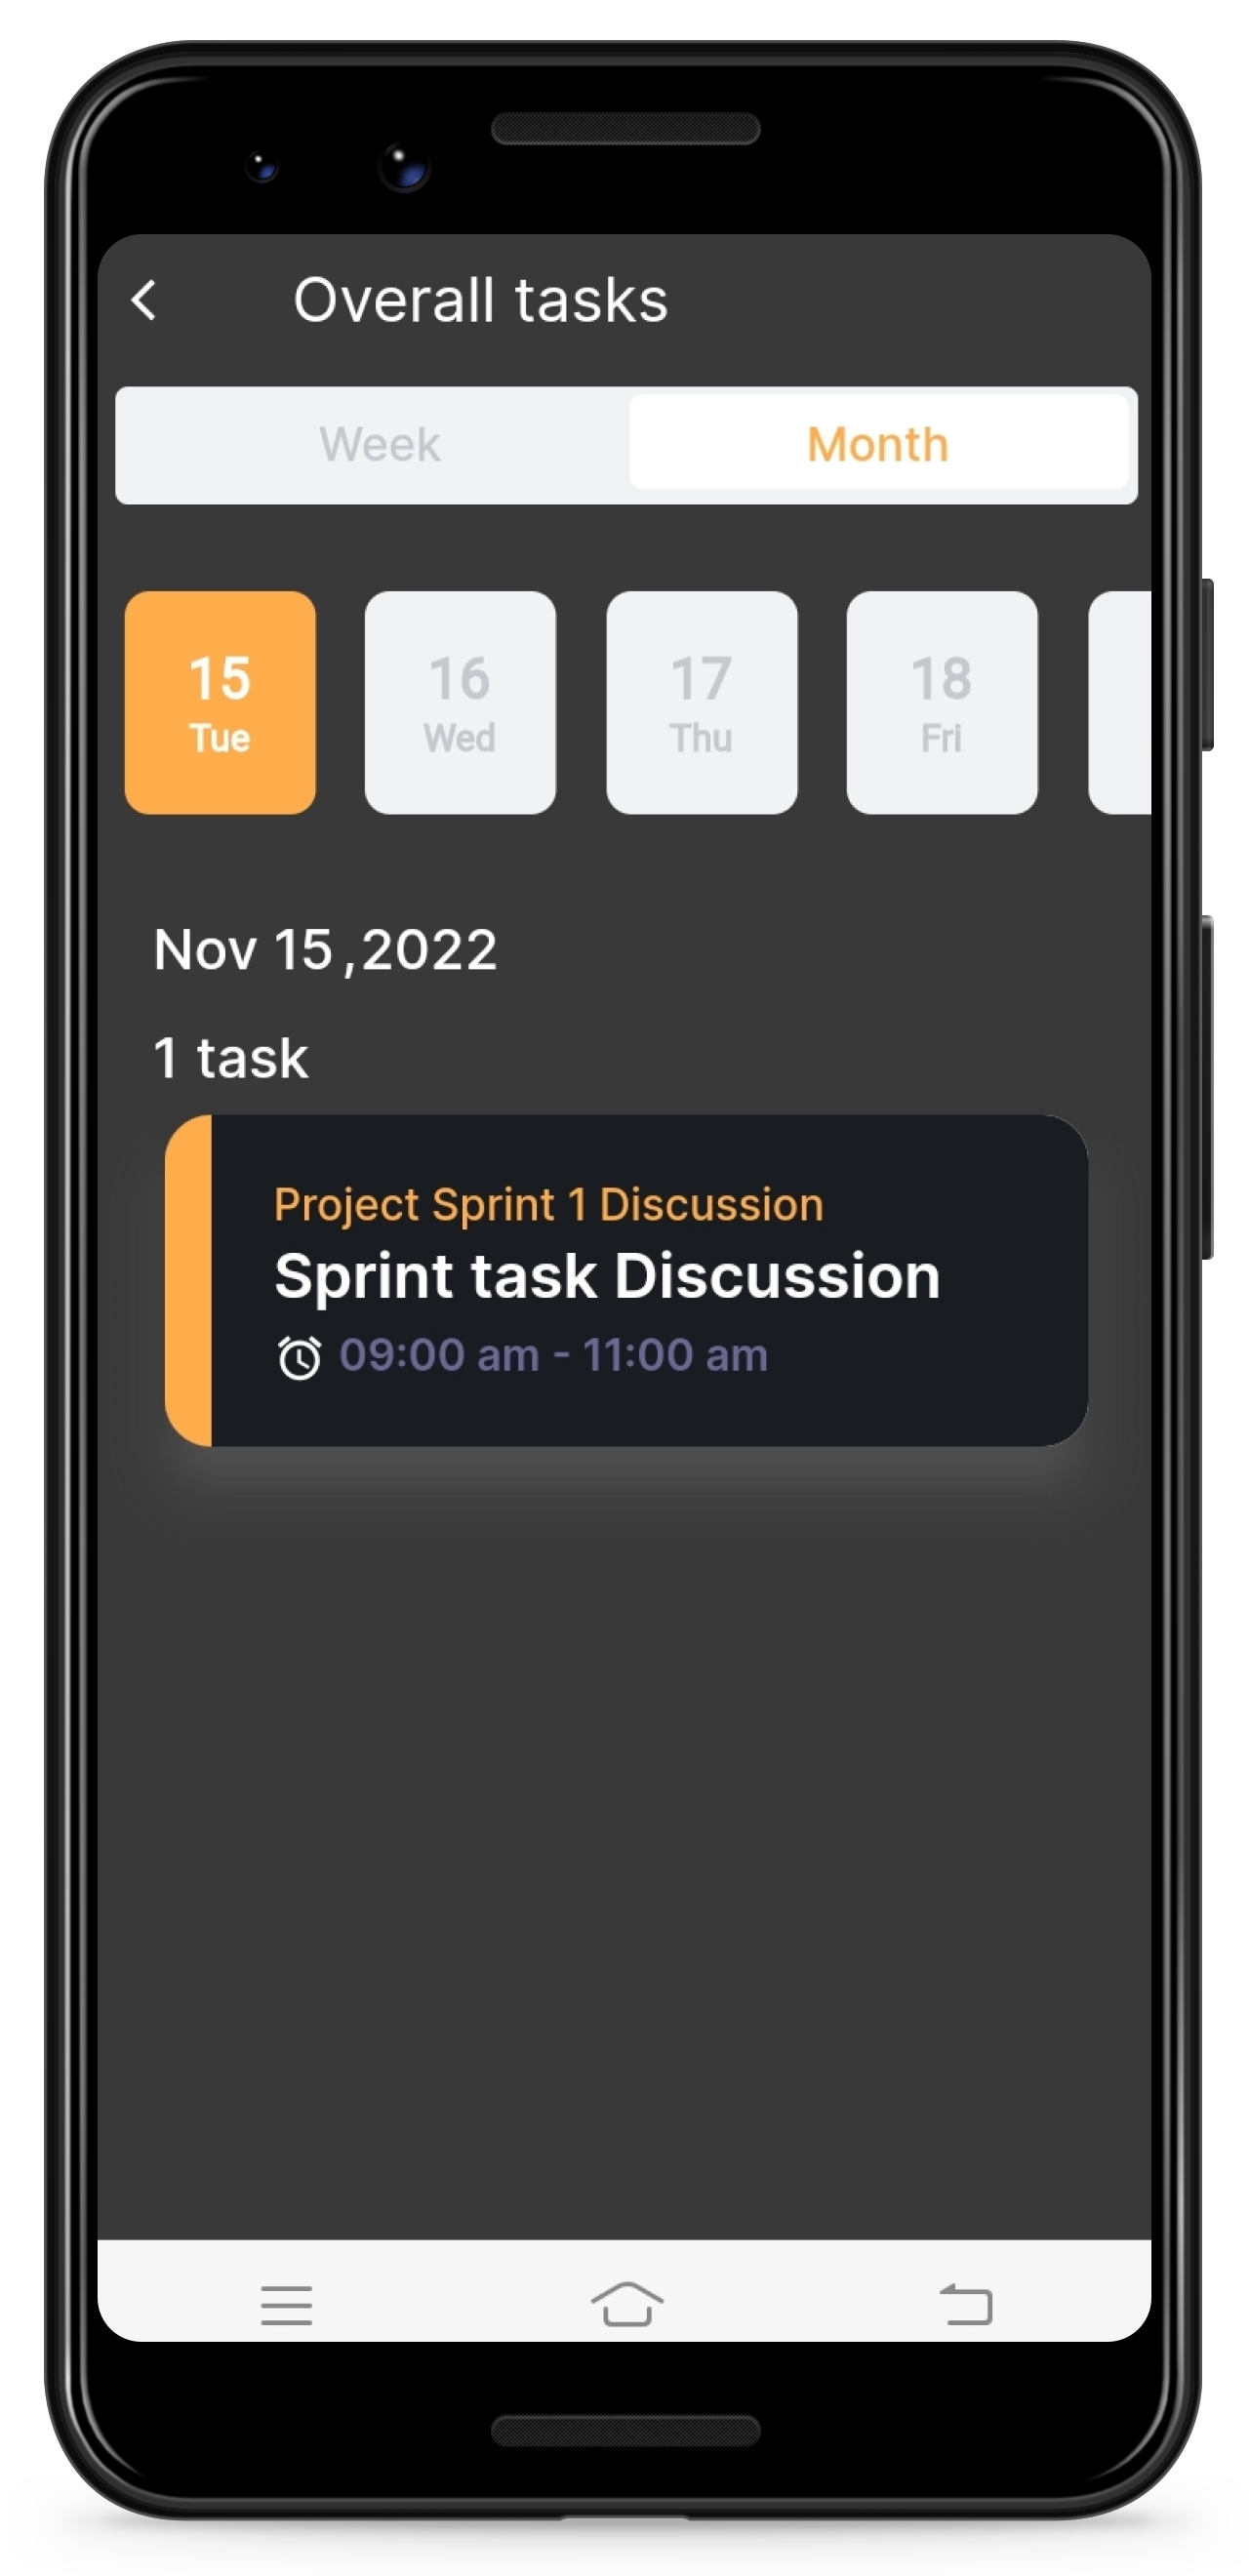 Overall tasks
Week Month
15 16 17 18
Tue Wed Thu Fri
Nov 15 ,2022
1 task
Project Sprint 1 Discussion
Sprint task Discussion
09:00 am - 11:00 am